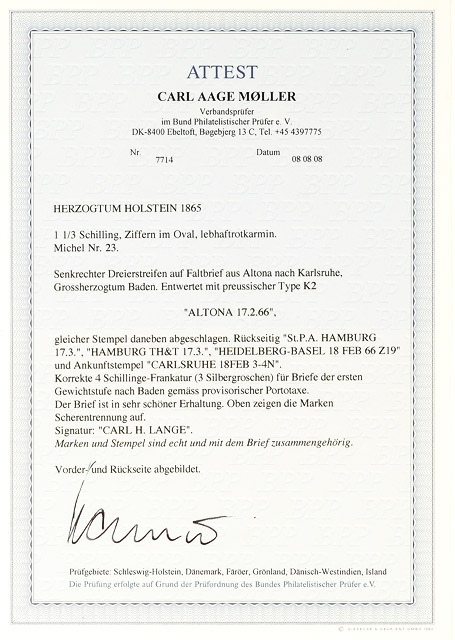 ATTEST
CARL AAGE MØLLER
Verbandsprüfer
im Bund Philatelistischer Prüfer e. V.
DK-8400 Ebeltoft, Bøgebjerg 13 C, Tel. +45 4397775
Nr. 7714 Datum 08 08 08
HERZOGTUM HOLSTEIN 1865
1 1/3 Schilling, Ziffern im Oval, lebhaftrotkarmin.
Michel Nr. 23.
Senkrechter Dreierstreifen auf Faltbrief aus Altona nach Karlsruhe,
Grossherzogtum Baden. Entwertet mit preussischer Type K2
"ALTONA 17.2.66",
gleicher Stempel daneben abgeschlagen. Rückseitig "St.P.A. HAMBURG
17.3.", "HAMBURG TH&T 17.3.", "HEIDELBERG-BASEL 18 FEB 66 Z19"
und Ankunftstempel "CARLSRUHE 18FEB 3-4N".
Korrekte 4 Schillinge-Frankatur (3 Silbergroschen) für Briefe der ersten
Gewichtstufe nach Baden gemäss provisorischer Portotaxe.
Der Brief ist in sehr schöner Erhaltung. Oben zeigen die Marken
Scherentrennung auf.
Signatur: "CARL H. LANGE".
Marken und Stempel sind echt und mit dem Brief zusammengehörig.
Vorder-/und Rückseite abgebildet.
Prüfgebiete: Schleswig-Holstein, Dänemark, Färöer, Grönland, Dänisch-Westindien, Island
Die Prüfung erfolgte auf Grund der Prüfordnung des Bundes Philatelistischer Prüfer e.V.